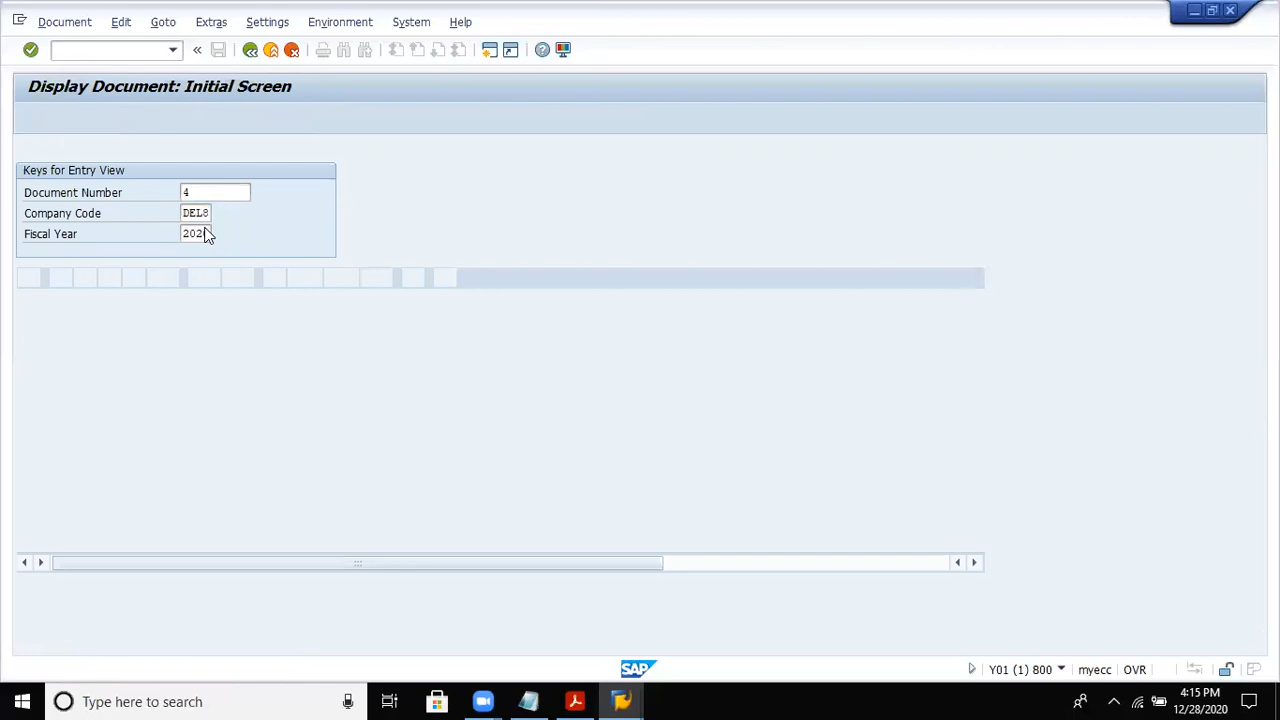 Document Edit Goto Extras Settings Environment System Help
Display Document: Initial Screen
Keys for Entry View
Document Number 4
Company Code DEL8
Fiscal Year 202
SAP
Y01 (1) 800 myecc OVR
Type here to search
4:15 PM
12/28/2020